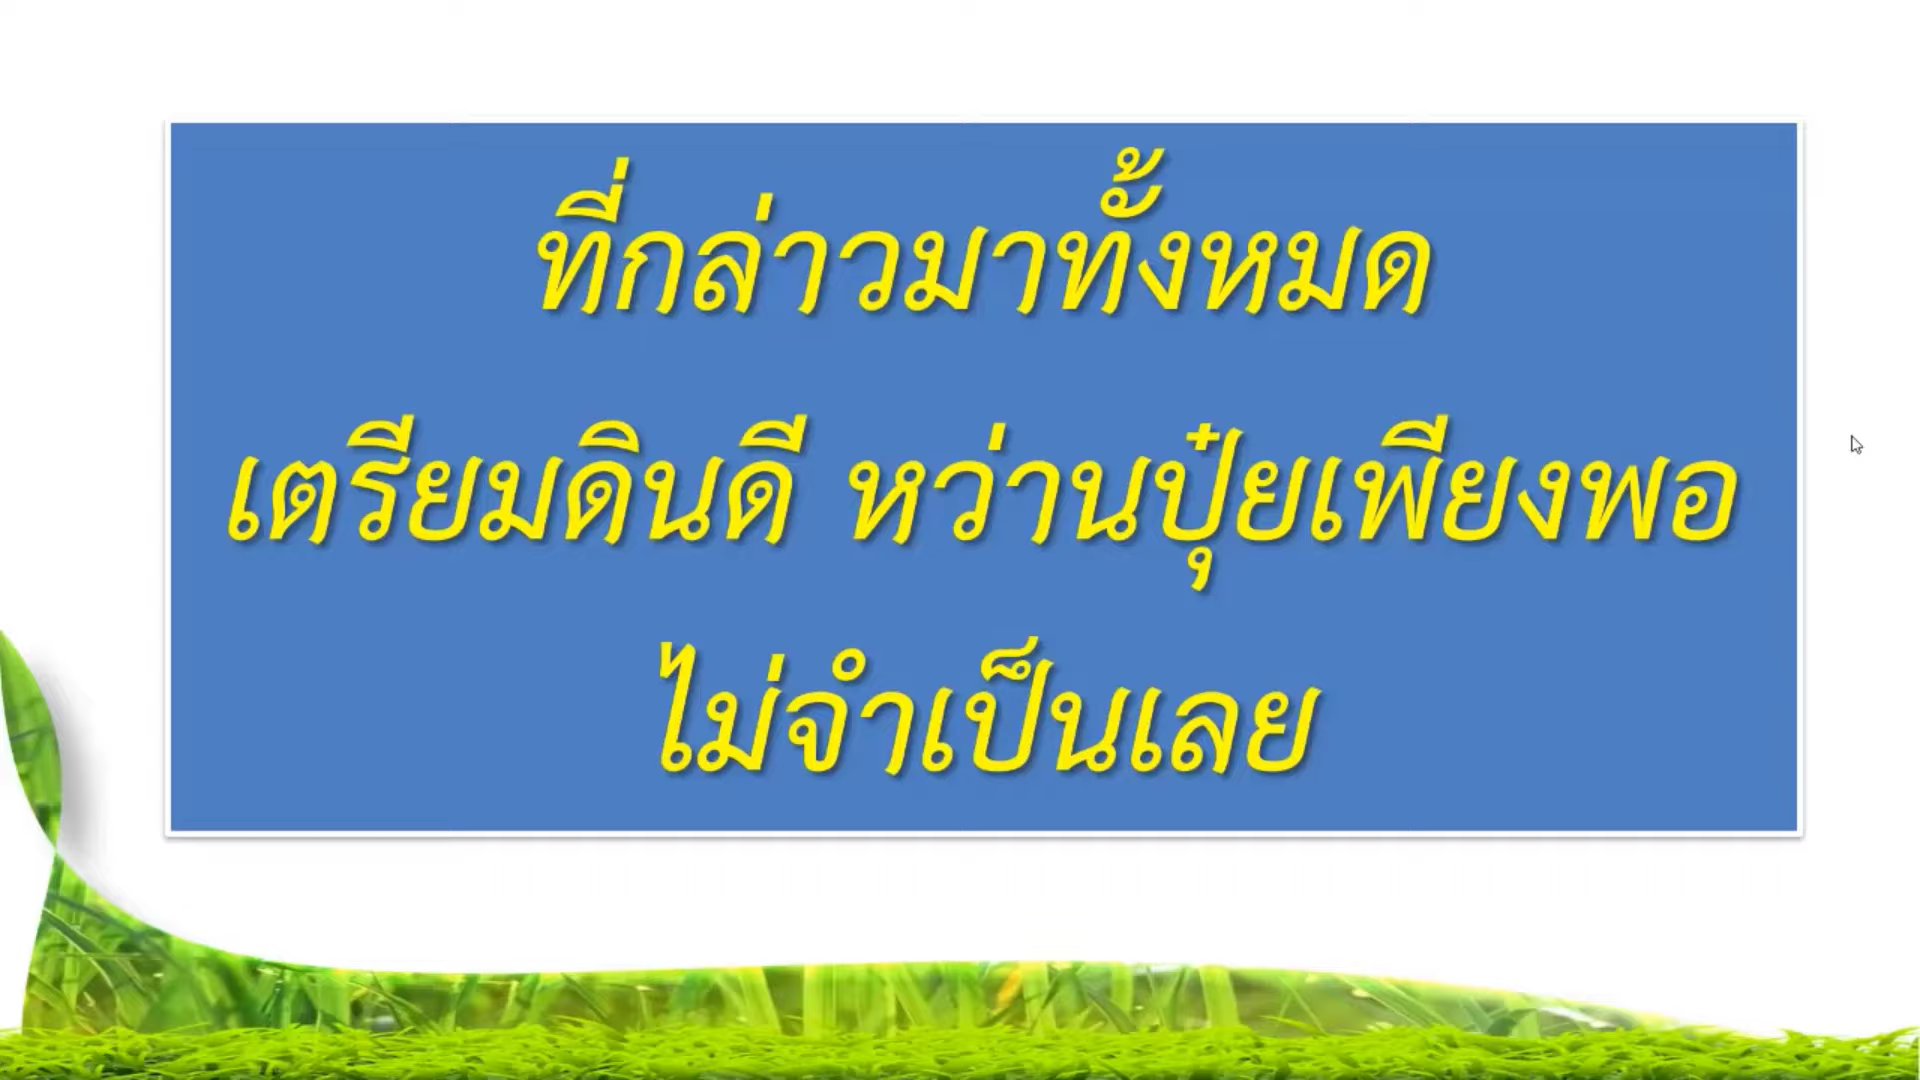 ที่กล่าวมาทั้งหมด
เตรียมดินดี หว่านปุ๋ยเพียงพอ
ไม่จำเป็นเลย